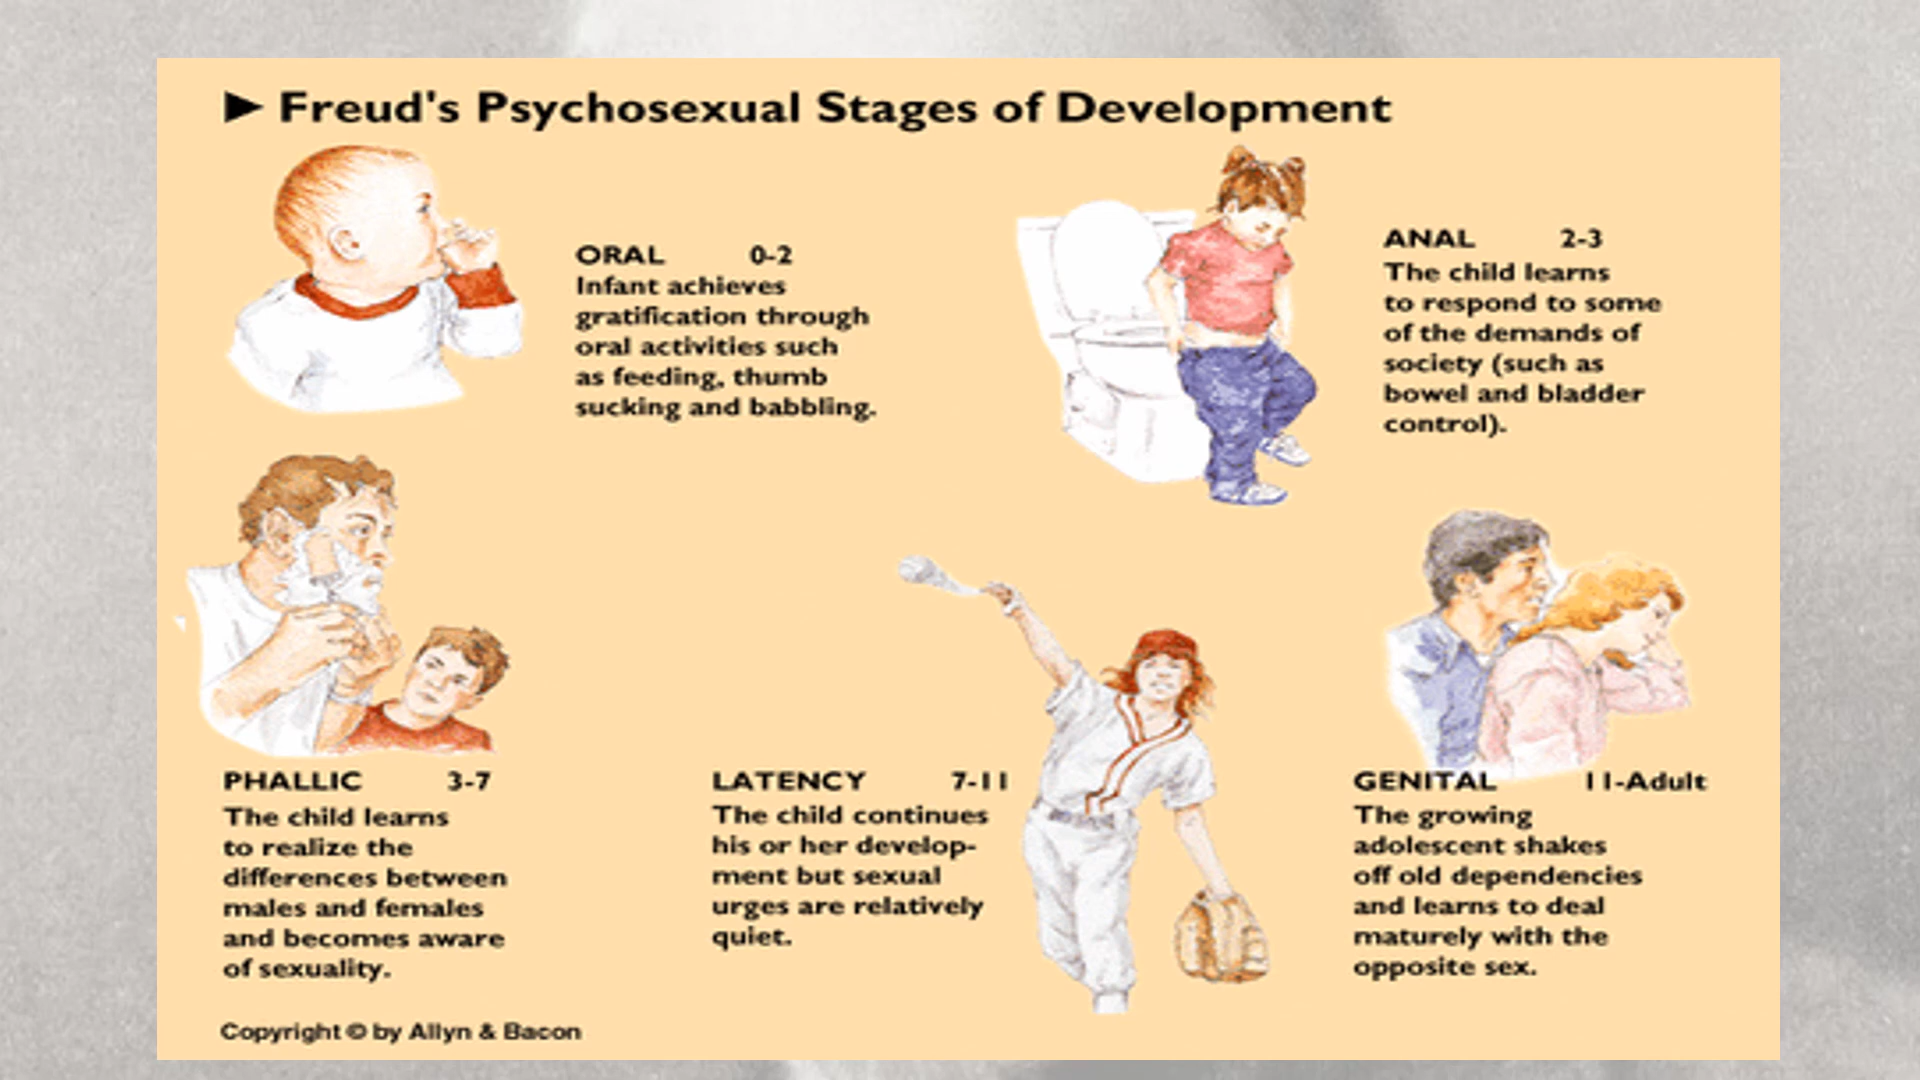 ► Freud's Psychosexual Stages of Development
ORAL 0-2
Infant achieves
gratification through
oral activities such
as feeding, thumb
sucking and babbling.
ANAL 2-3
The child learns
to respond to some
of the demands of
society (such as
bowel and bladder
control).
PHALLIC 3-7
The child learns
to realize the
differences between
males and females
and becomes aware
of sexuality.
LATENCY 7-11
The child continues
his or her develop-
ment but sexual
urges are relatively
quiet.
GENITAL 11-Adult
The growing
adolescent shakes
off old dependencies
and learns to deal
maturely with the
opposite sex.
Copyright © by Allyn & Bacon